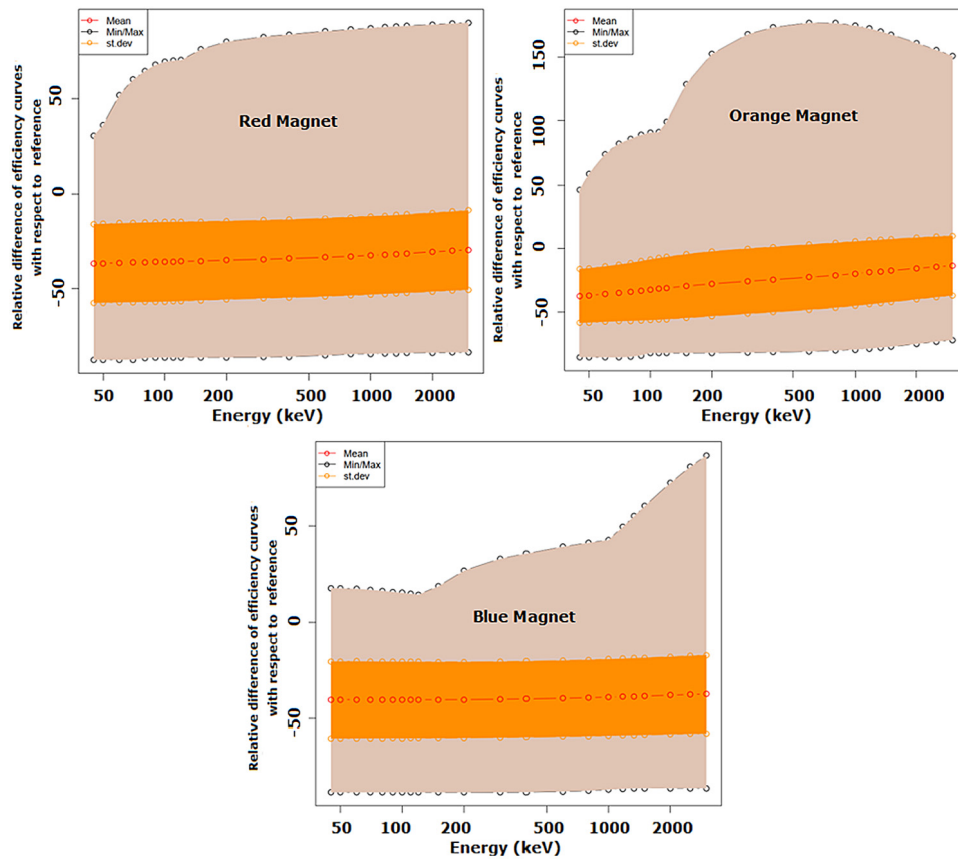 Mean
Min/Max
st.dev
Relative difference of efficiency curves
with respect to  reference
50
0
-50
Red Magnet
50
100
200
500
1000
2000
Energy (keV)
Mean
Min/Max
st.dev
Relative difference of efficiency curves
with respect to  reference
150
100
50
0
-50
Orange Magnet
50
100
200
500
1000
2000
Energy (keV)
Mean
Min/Max
st.dev
Relative difference of efficiency curves
with respect to  reference
50
0
-50
Blue Magnet
50
100
200
500
1000
2000
Energy (keV)